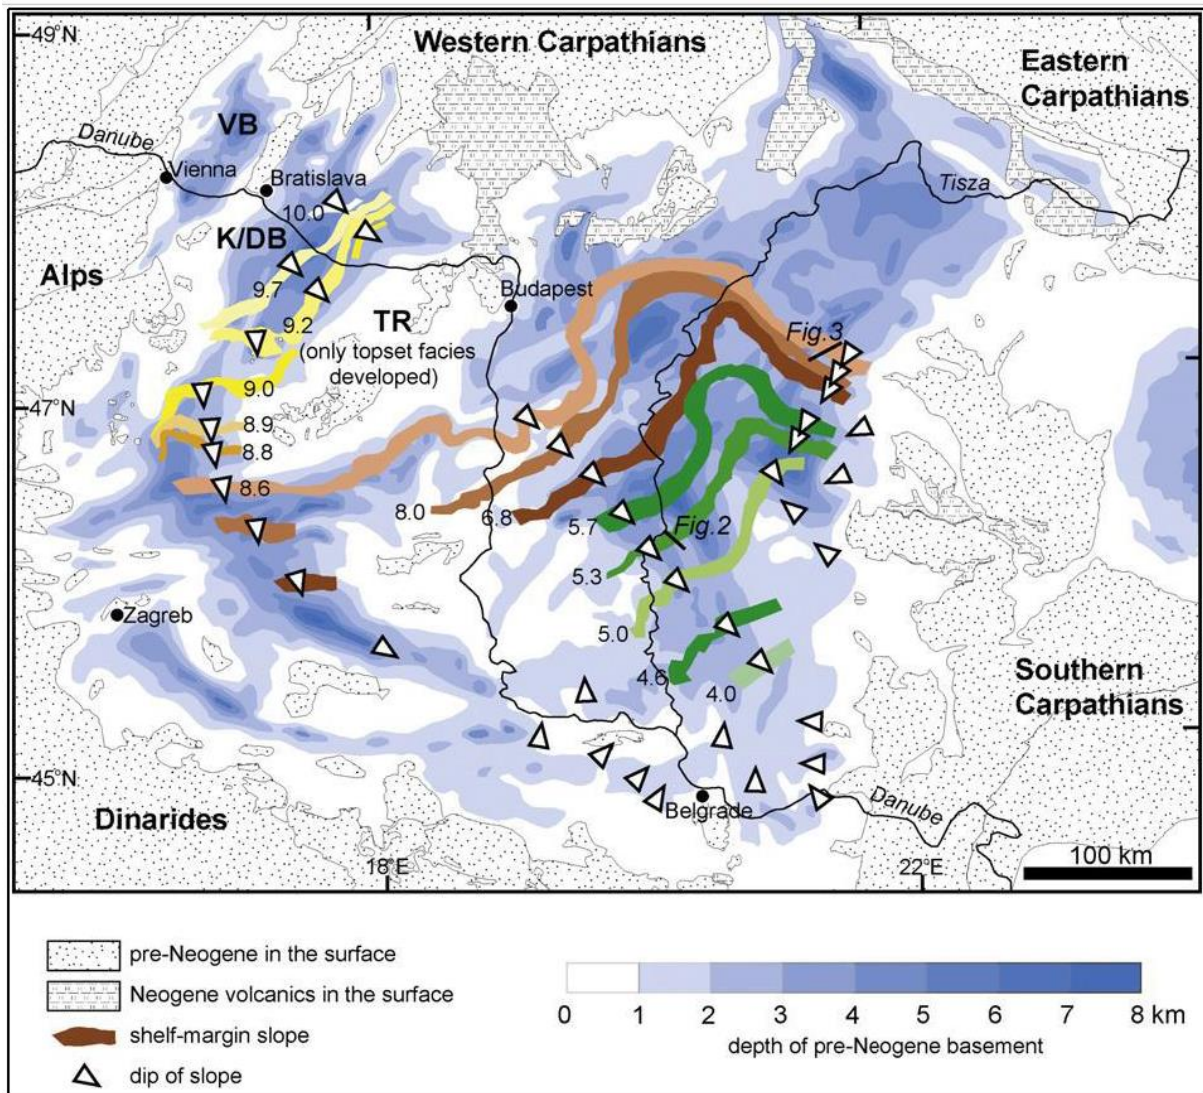 49°N
Western Carpathians
Eastern
Carpathians
VB
Danube
Vienna
Bratislava
Tisza
10.0
K/DB
Alps
9.7
Budapest
9.2
TR
(only topset facies
developed)
Fig.3
9.0
47°N
8.9
8.8
8.6
8.0
6.8
5.7
Fig.2
5.3
Zagreb
5.0
4.6
4.0
Southern
Carpathians
45°N
Belgrade
Danube
Dinarides
18°E
22°E
100 km
pre-Neogene in the surface
Neogene volcanics in the surface
shelf-margin slope
dip of slope
0 1 2 3 4 5 6 7 8 km
depth of pre-Neogene basement